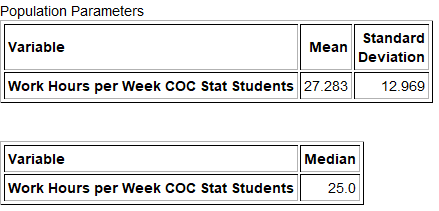 Population Parameters
Variable Mean Standard Deviation
Work Hours per Week COC Stat Students 27.283 12.969
Variable Median
Work Hours per Week COC Stat Students 25.0